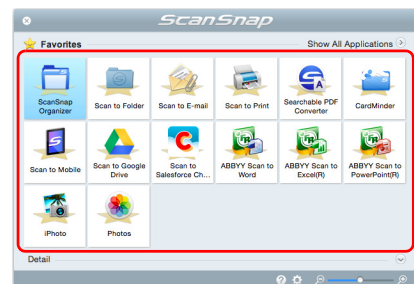 ScanSnap
Favorites
Show All Applications
ScanSnap
Organizer
Scan to Folder
Scan to E-mail
Scan to Print
Searchable PDF
Converter
CardMinder
Scan to Mobile
Scan to Google
Drive
Scan to
Salesforce Ch...
ABBYY Scan to
Word
ABBYY Scan to
Excel(R)
ABBYY Scan to
PowerPoint(R)
iPhoto
Photos
Detail